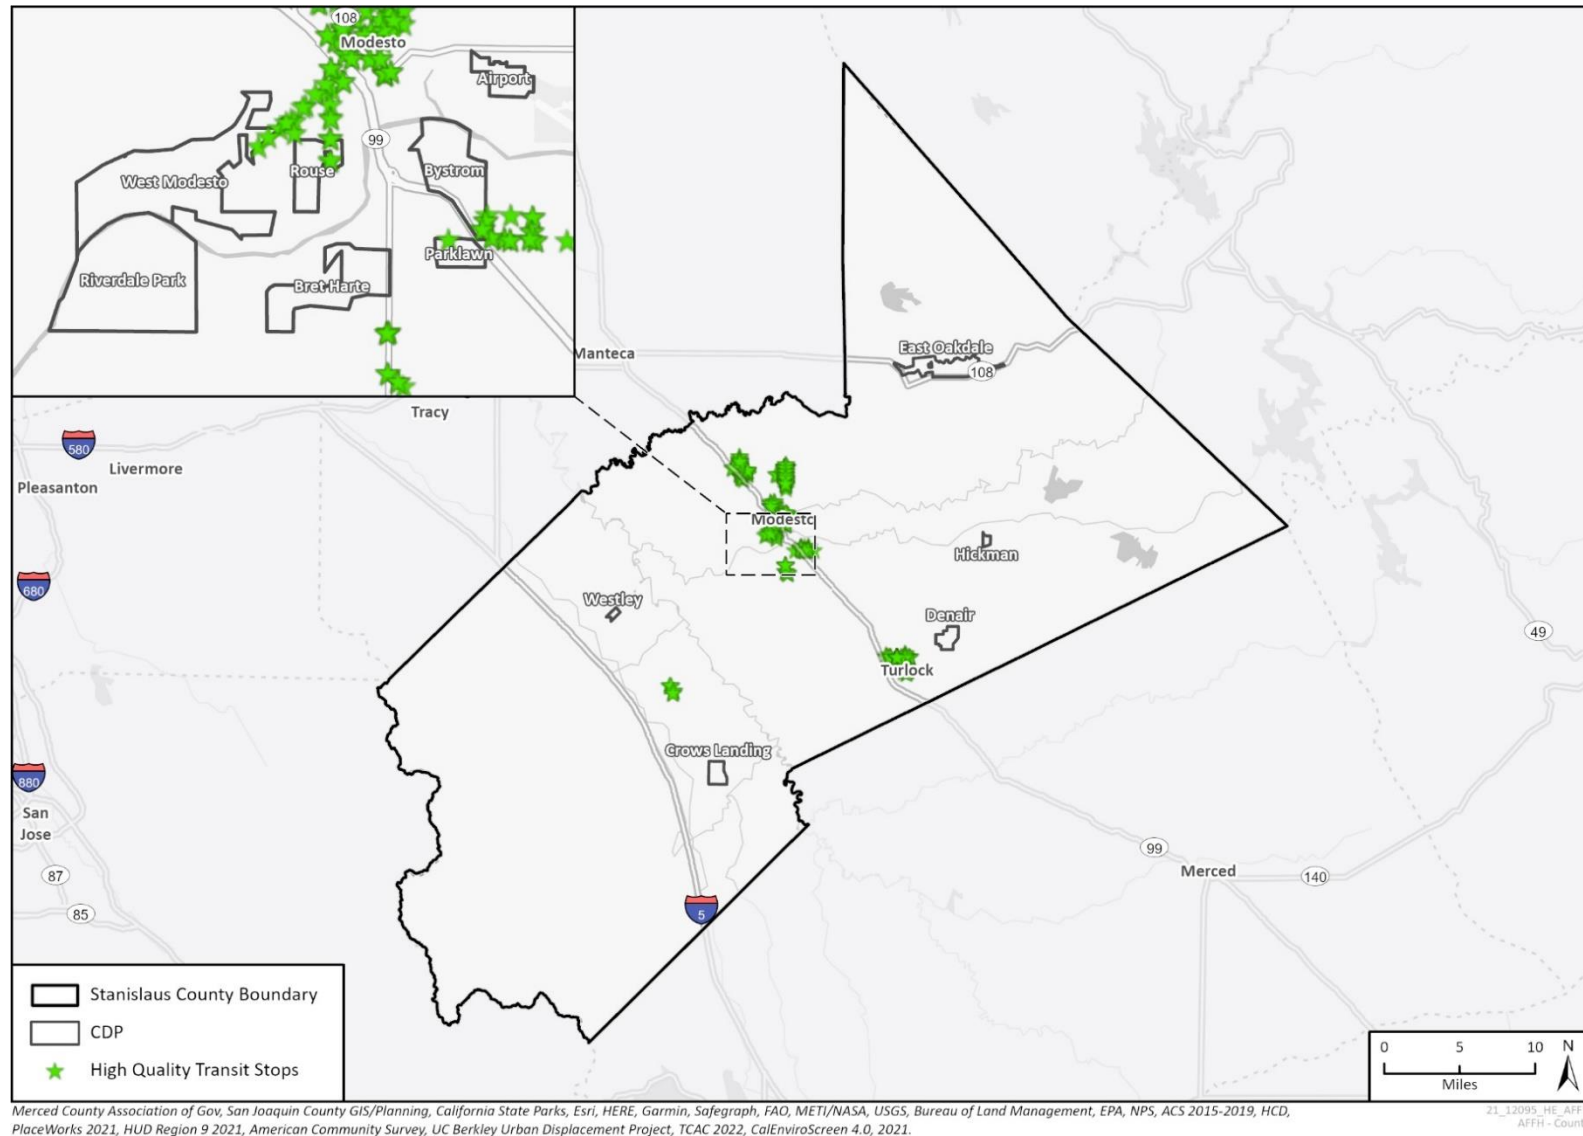 108
Modesto
Airport
99
West Modesto
Rouse
Bystrom
Parklawn
Riverdale Park
Bret Harte
Manteca
Tracy
East Oakdale
108
580
Livermore
Pleasanton
Modestc
Hickman
680
Westley
Denair
49
Turlock
Crows Landing
880
San
Jose
99
Merced
140
87
85
5
Stanislaus County Boundary
CDP
High Quality Transit Stops
0 5 10 N
Miles
Merced County Association of Gov, San Joaquin County GIS/Planning, California State Parks, Esri, HERE, Garmin, Safegraph, FAO, METI/NASA, USGS, Bureau of Land Management, EPA, NPS, ACS 2015-2019, HCD,
PlaceWorks 2021, HUD Region 9 2021, American Community Survey, UC Berkley Urban Displacement Project, TCAC 2022, CalEnviroScreen 4.0, 2021.
21_12095_HE_AFF
AFFH - Count